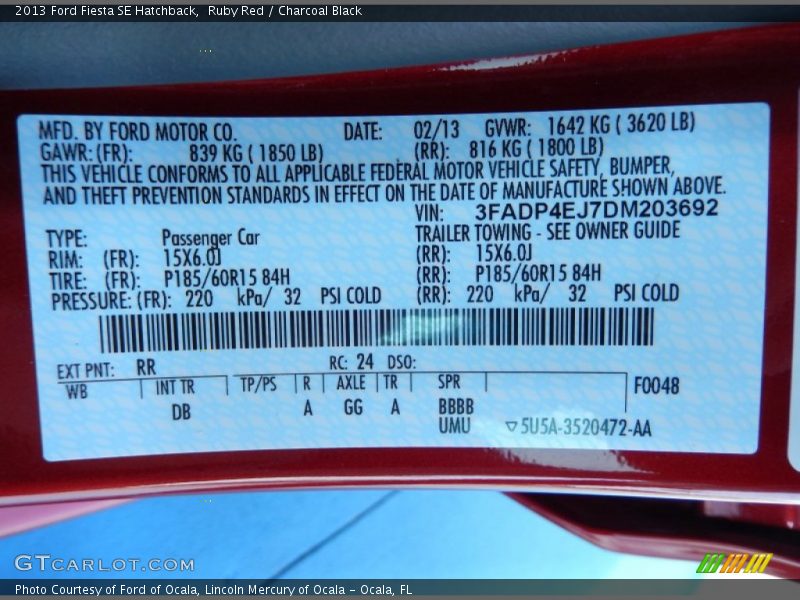 2013 Ford Fiesta SE Hatchback,  Ruby Red / Charcoal Black
MFD. BY FORD MOTOR CO. DATE: 02/13 GVWR: 1642 KG ( 3620 LB)
GAWR: (FR): 839 KG ( 1850 LB) (RR): 816 KG ( 1800 LB)
THIS VEHICLE CONFORMS TO ALL APPLICABLE FEDERAL MOTOR VEHICLE SAFETY, BUMPER,
AND THEFT PREVENTION STANDARDS IN EFFECT ON THE DATE OF MANUFACTURE SHOWN ABOVE.
VIN: 3FADP4EJ7DM203692
TYPE: Passenger Car TRAILER TOWING - SEE OWNER GUIDE
RIM: (FR): 15X6.0J (RR): 15X6.0J
TIRE: (FR): P185/60R15 84H (RR): P185/60R15 84H
PRESSURE: (FR): 220 kPa/ 32 PSI COLD (RR): 220 kPa/ 32 PSI COLD
EXT PNT: RR RC: 24 DSO:
WB INT TR TP/PS R AXLE TR SPR F0048
DB A GG A BBBB
UMU ▽5U5A-3520472-AA
GTCARLOT.COM
Photo Courtesy of Ford of Ocala, Lincoln Mercury of Ocala - Ocala, FL